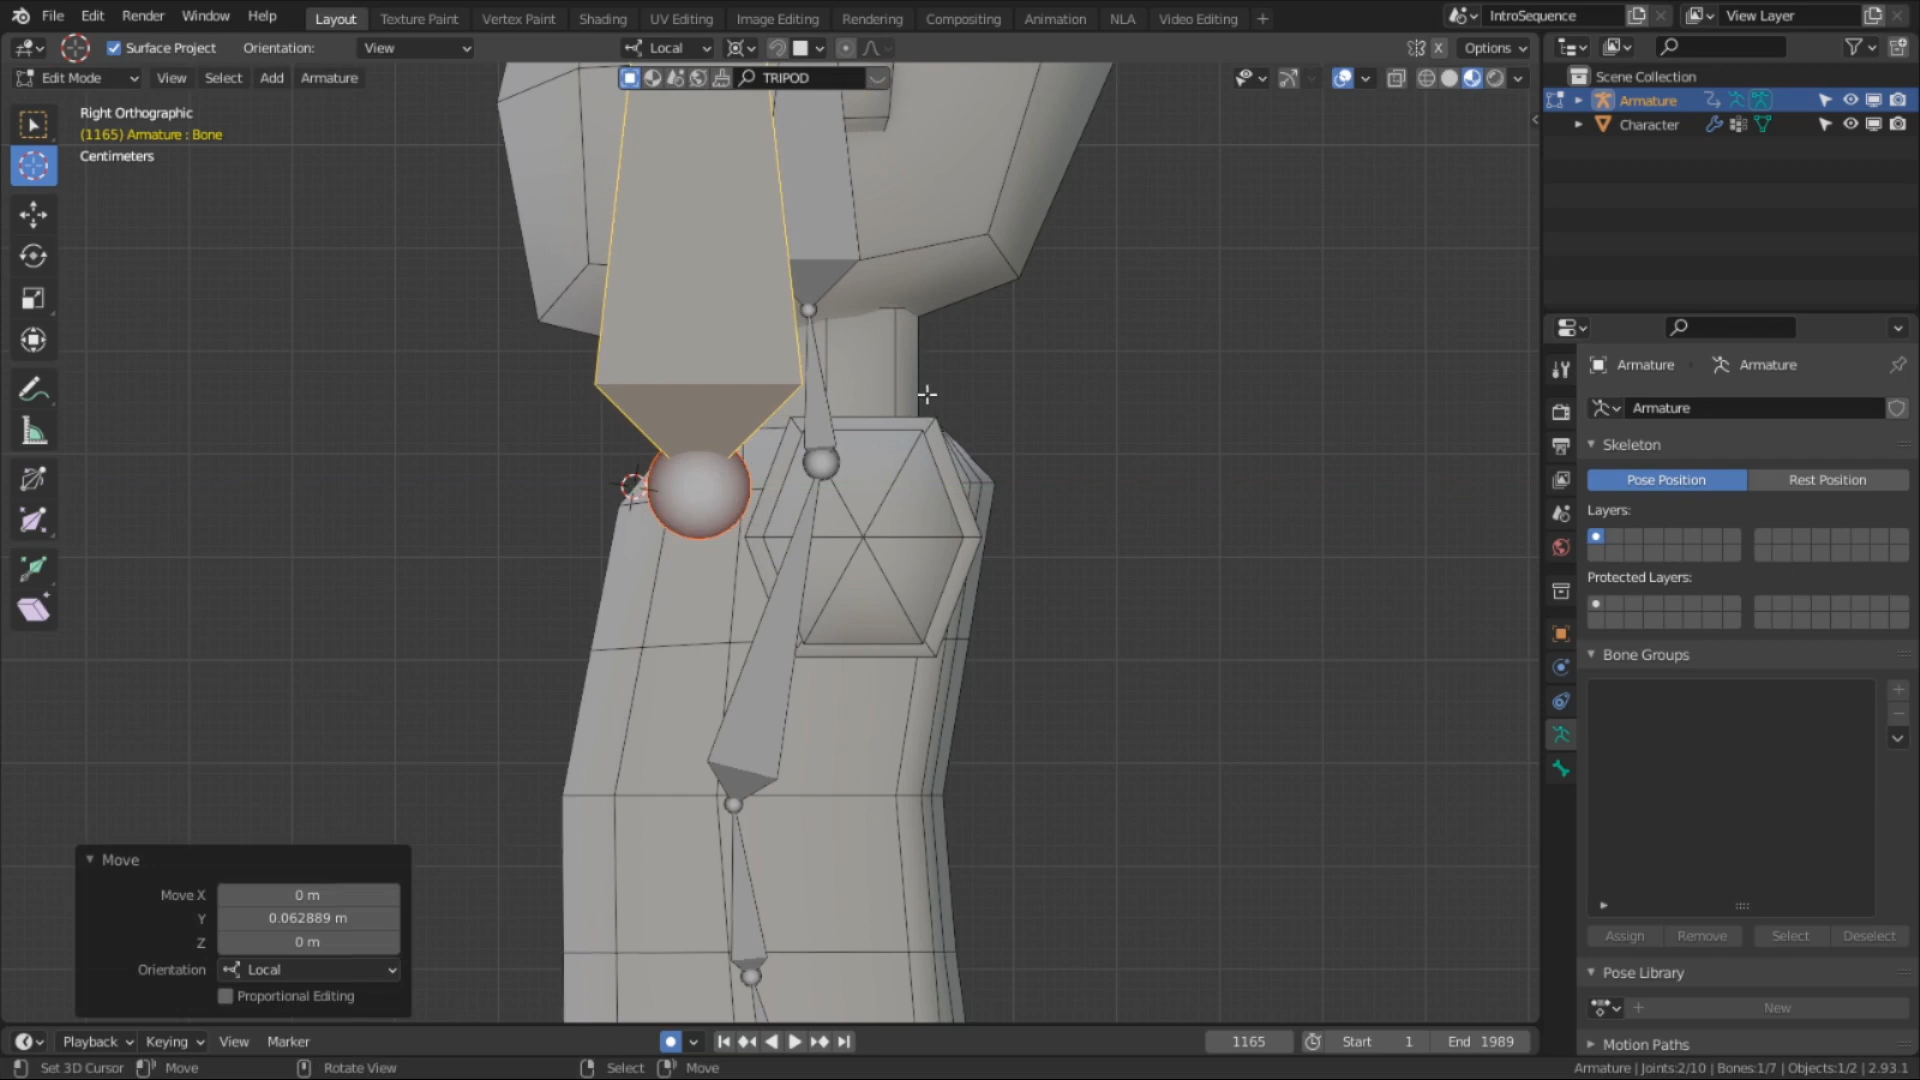 File Edit Render Window Help Layout Texture Paint Vertex Paint Shading UV Editing Image Editing Rendering Compositing Animation NLA Video Editing + IntroSequence View Layer
Surface Project Orientation: View Local X Options
Edit Mode View Select Add Armature TRIPOD
Scene Collection
Armature
Character
Right Orthographic
(1165) Armature : Bone
Centimeters
Armature Armature
Armature
Skeleton
Pose Position Rest Position
Layers:
Protected Layers:
Bone Groups
Assign Remove Select Deselect
Pose Library
+ New
Motion Paths
Move
Move X 0 m
Y 0.062889 m
Z 0 m
Orientation Local
Proportional Editing
Playback Keying View Marker 1165 Start 1 End 1989
Set 3D Cursor Move Rotate View Select Move Armature | Joints:2/10 | Bones:1/7 | Objects:1/2 | 2.93.1